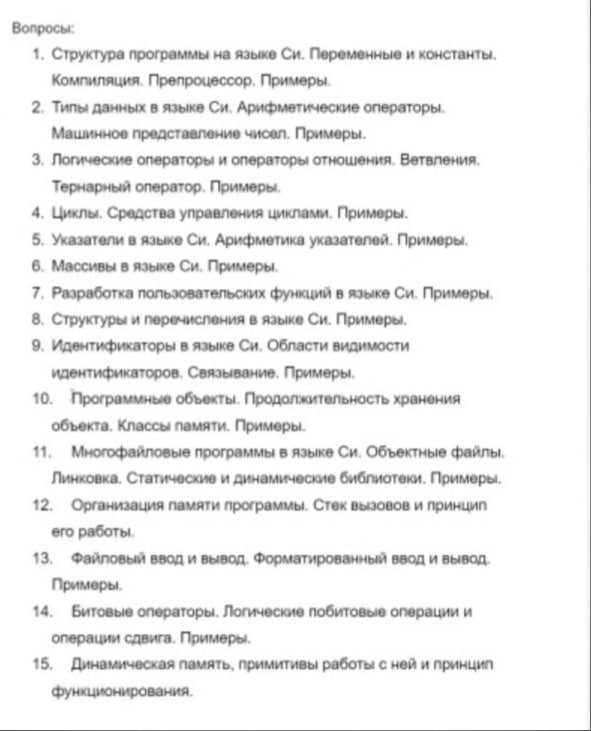 Вопросы:
1. Структура программы на языке Си. Переменные и константы.
Компиляция. Препроцессор. Примеры.
2. Типы данных в языке Си. Арифметические операторы.
Машинное представление чисел. Примеры.
3. Логические операторы и операторы отношения. Ветвления.
Тернарный оператор. Примеры.
4. Циклы. Средства управления циклами. Примеры.
5. Указатели в языке Си. Арифметика указателей. Примеры.
6. Массивы в языке Си. Примеры.
7. Разработка пользовательских функций в языке Си. Примеры.
8. Структуры и перечисления в языке Си. Примеры.
9. Идентификаторы в языке Си. Области видимости
идентификаторов. Связывание. Примеры.
10. Программные объекты. Продолжительность хранения
объекта. Классы памяти. Примеры.
11. Многофайловые программы в языке Си. Объектные файлы.
Линковка. Статические и динамические библиотеки. Примеры.
12. Организация памяти программы. Стек вызовов и принцип
его работы.
13. Файловый ввод и вывод. Форматированный ввод и вывод.
Примеры.
14. Битовые операторы. Логические побитовые операции и
операции сдвига. Примеры.
15. Динамическая память, примитивы работы с ней и принцип
функционирования.